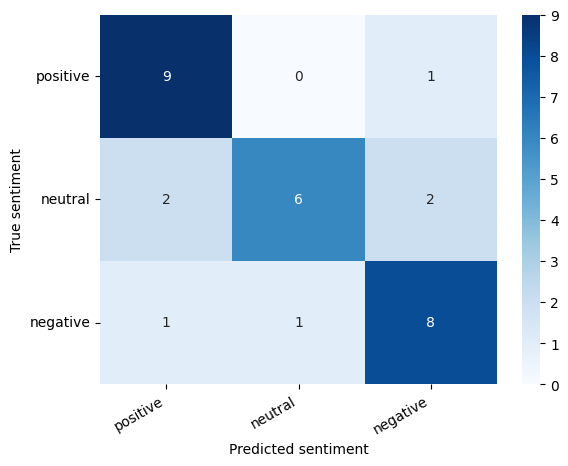 positive 9 0 1
neutral 2 6 2
negative 1 1 8
positive neutral negative
True sentiment
Predicted sentiment
9
8
7
6
5
4
3
2
1
0